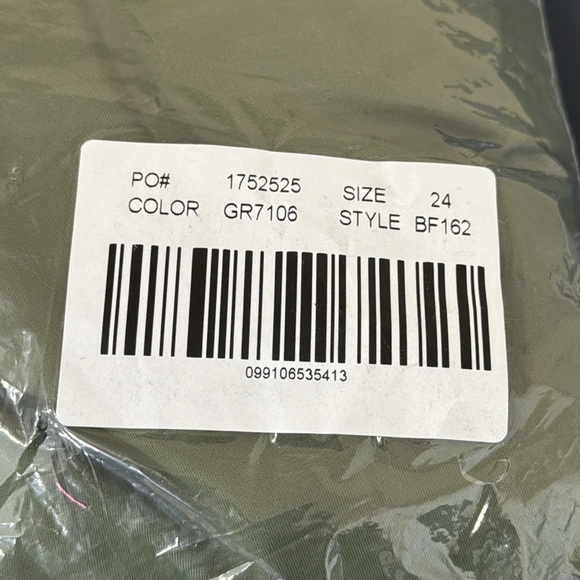 PO# 1752525 SIZE 24
COLOR GR7106 STYLE BF162
099106535413